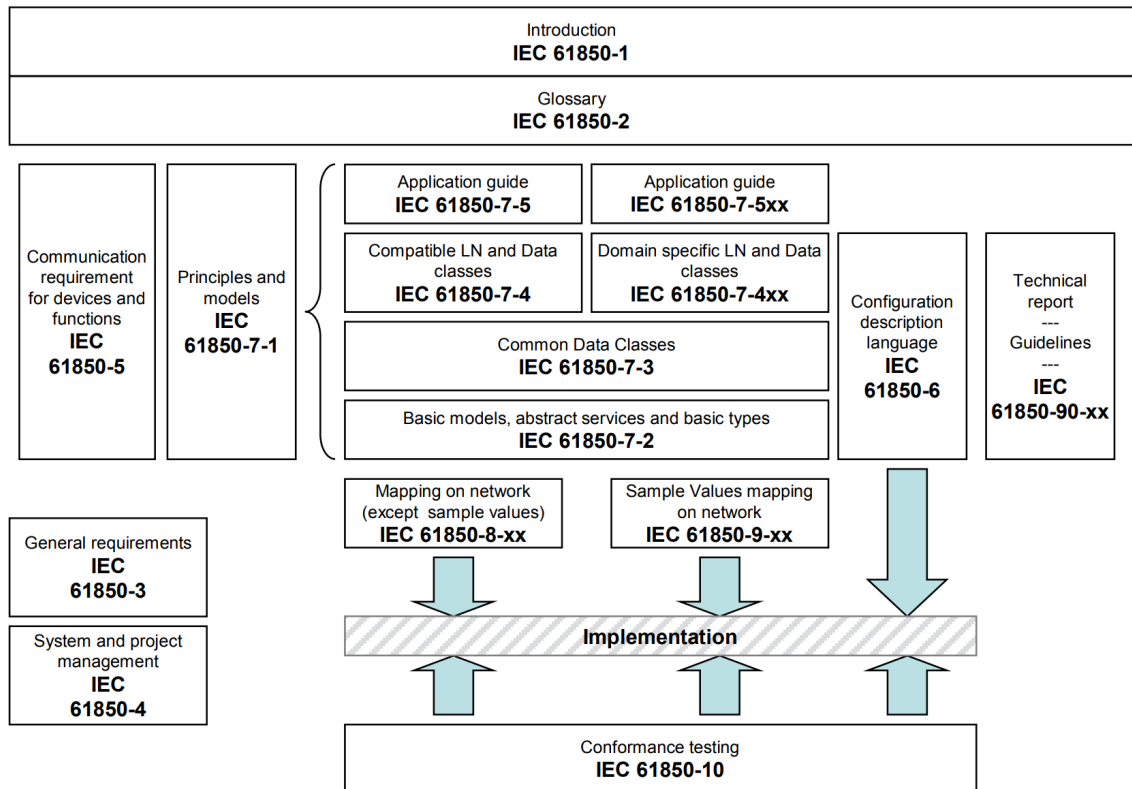 Introduction
IEC 61850-1
Glossary
IEC 61850-2
Communication
requirement
for devices and
functions
IEC
61850-5
Principles and
models
IEC
61850-7-1
Application guide
IEC 61850-7-5
Application guide
IEC 61850-7-5xx
Compatible LN and Data
classes
IEC 61850-7-4
Domain specific LN and Data
classes
IEC 61850-7-4xx
Common Data Classes
IEC 61850-7-3
Basic models, abstract services and basic types
IEC 61850-7-2
Configuration
description
language
IEC
61850-6
Technical
report
---
Guidelines
---
IEC
61850-90-xx
Mapping on network
(except sample values)
IEC 61850-8-xx
Sample Values mapping
on network
IEC 61850-9-xx
General requirements
IEC
61850-3
System and project
management
IEC
61850-4
Implementation
Conformance testing
IEC 61850-10